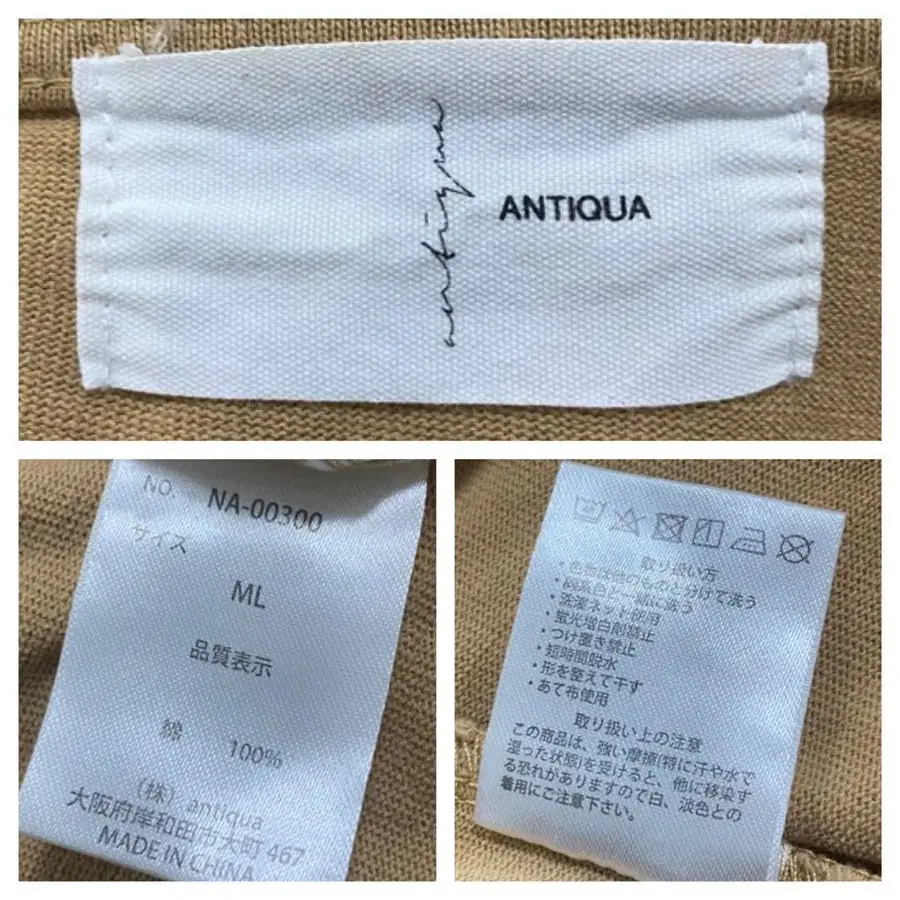 antiqua
ANTIQUA
NO. NA-00300
サイズ
ML
品質表示
綿 100%
(株) antiqua
大阪府岸和田市大町 467
MADE IN CHINA
取り扱い方
・色物は他のものと分けて洗う
・同系色と一緒に洗う
・洗濯ネット使用
・蛍光増白剤禁止
・つけ置き禁止
・短時間脱水
・形を整えて干す
・あて布使用
取り扱い上の注意
この商品は、強い摩擦(特に汗や水で
湿った状態)を受けると、他に移染す
る恐れがありますので白、淡色との
着用にご注意下さい。